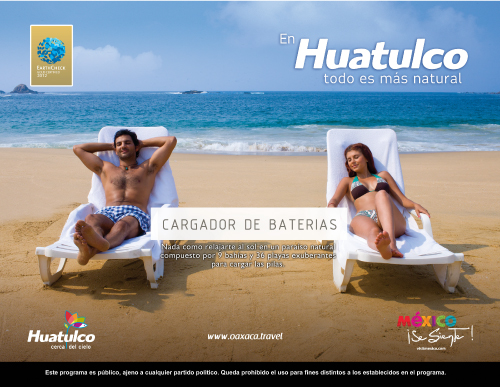 EARTHCHECK
En
Huatulco
todo es más natural
CARGADOR DE BATERIAS
Nada como relajarte al sol en un paraíso natural
compuesto por 9 bahías y 36 playas exuberantes
para cargar las pilas.
Huatulco
cerca del cielo
www.oaxaca.travel
MÉXICO
¡Se Siente!
visitmexico.com
Este programa es público, ajeno a cualquier partido político. Queda prohibido el uso para fines distintos a los establecidos en el programa.